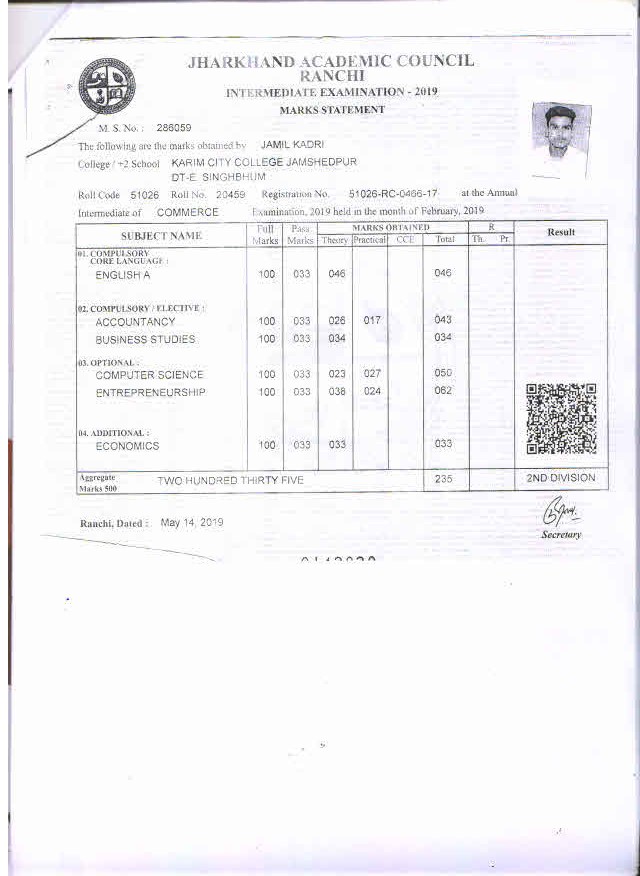 JHARKHAND ACADEMIC COUNCIL
RANCHI
INTERMEDIATE EXAMINATION - 2019
MARKS STATEMENT
M. S. No. : 286059
The following are the marks obtained by JAMIL KADRI
College / +2 School KARIM CITY COLLEGE JAMSHEDPUR
DT-E. SINGHBHUM
Roll Code 51026 Roll No. 20459 Registration No. 51026-RC-0466-17 at the Annual
Intermediate of COMMERCE Examination, 2019 held in the month of February, 2019
SUBJECT NAME Full Marks Pass Marks MARKS OBTAINED R Result
Theory Practical CCE Total Th. Pr.
01. COMPULSORY
CORE LANGUAGE :
ENGLISH A 100 033 046 046
02. COMPULSORY / ELECTIVE :
ACCOUNTANCY 100 033 026 017 043
BUSINESS STUDIES 100 033 034 034
03. OPTIONAL :
COMPUTER SCIENCE 100 033 023 027 050
ENTREPRENEURSHIP 100 033 038 024 062
04. ADDITIONAL :
ECONOMICS 100 033 033 033
Aggregate
Marks 500 TWO HUNDRED THIRTY FIVE 235 2ND DIVISION
Ranchi, Dated : May 14, 2019
Secretary